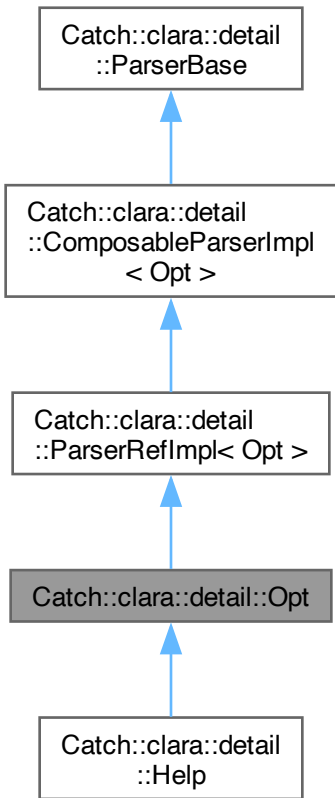 Catch::clara::detail
::ParserBase
Catch::clara::detail
::ComposableParserImpl
< Opt >
Catch::clara::detail
::ParserRefImpl< Opt >
Catch::clara::detail::Opt
Catch::clara::detail
::Help